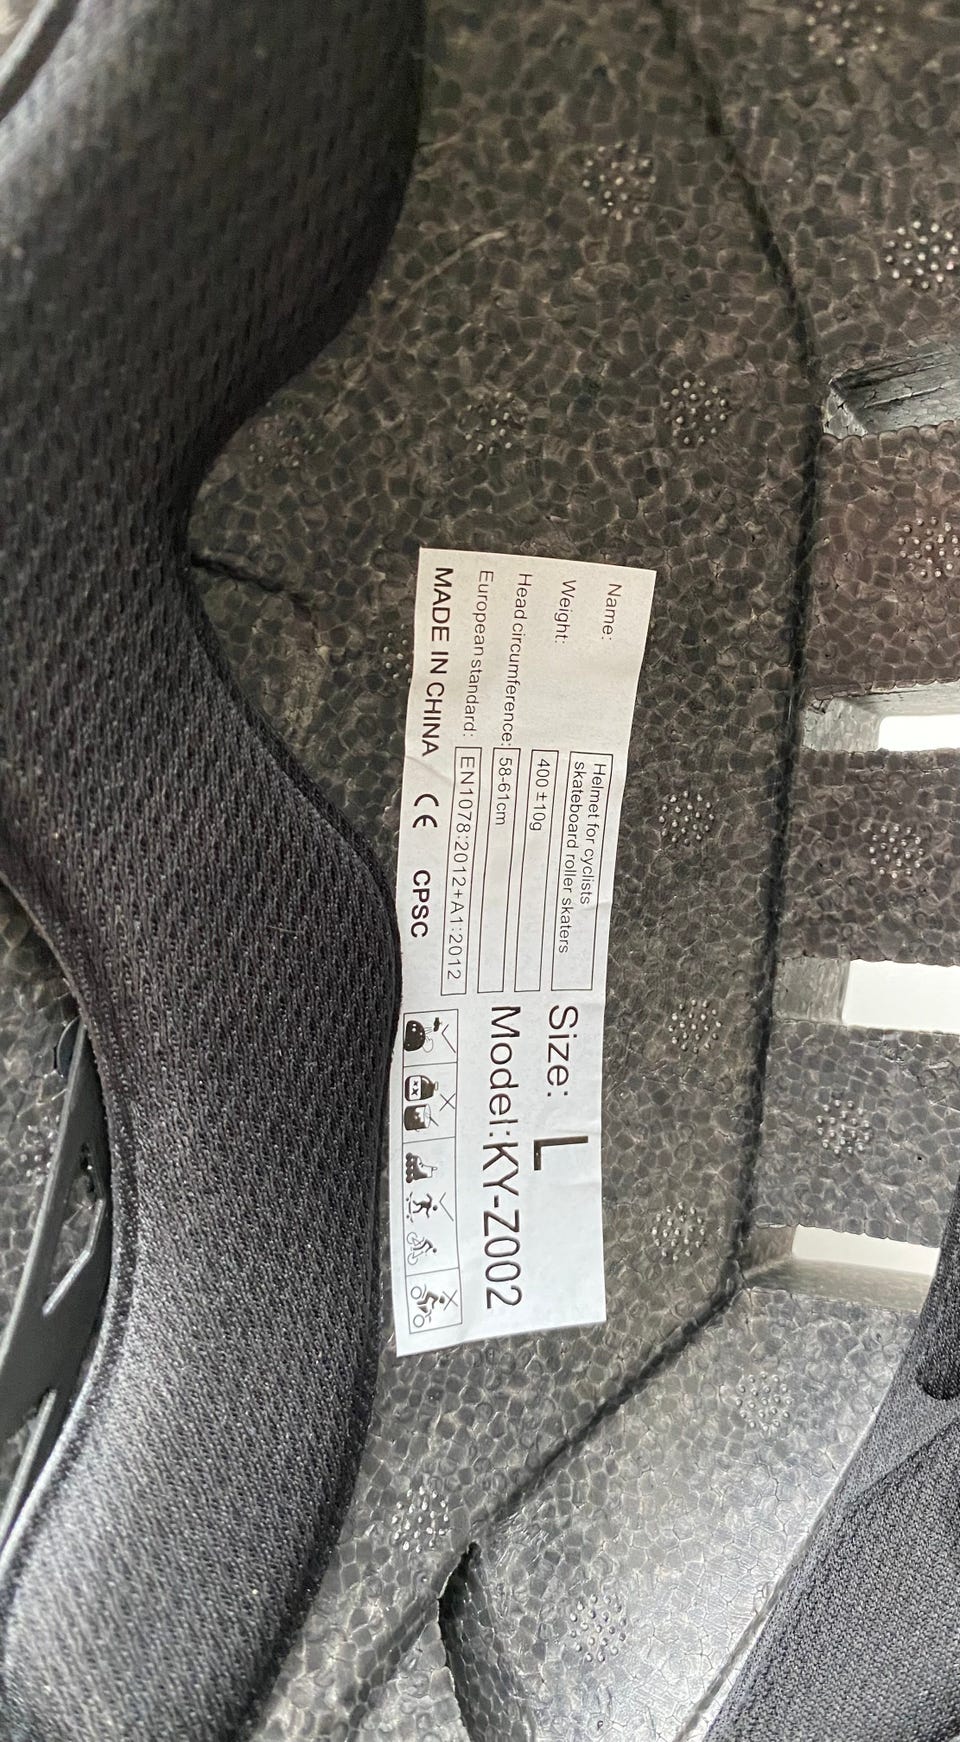 Name: Helmet for cyclists
skateboard roller skaters
Weight: 400±10g
Head circumference: 58-61cm
European standard: EN1078:2012+A1:2012
MADE IN CHINA CE CPSC
Size: L
Model:KY-Z002